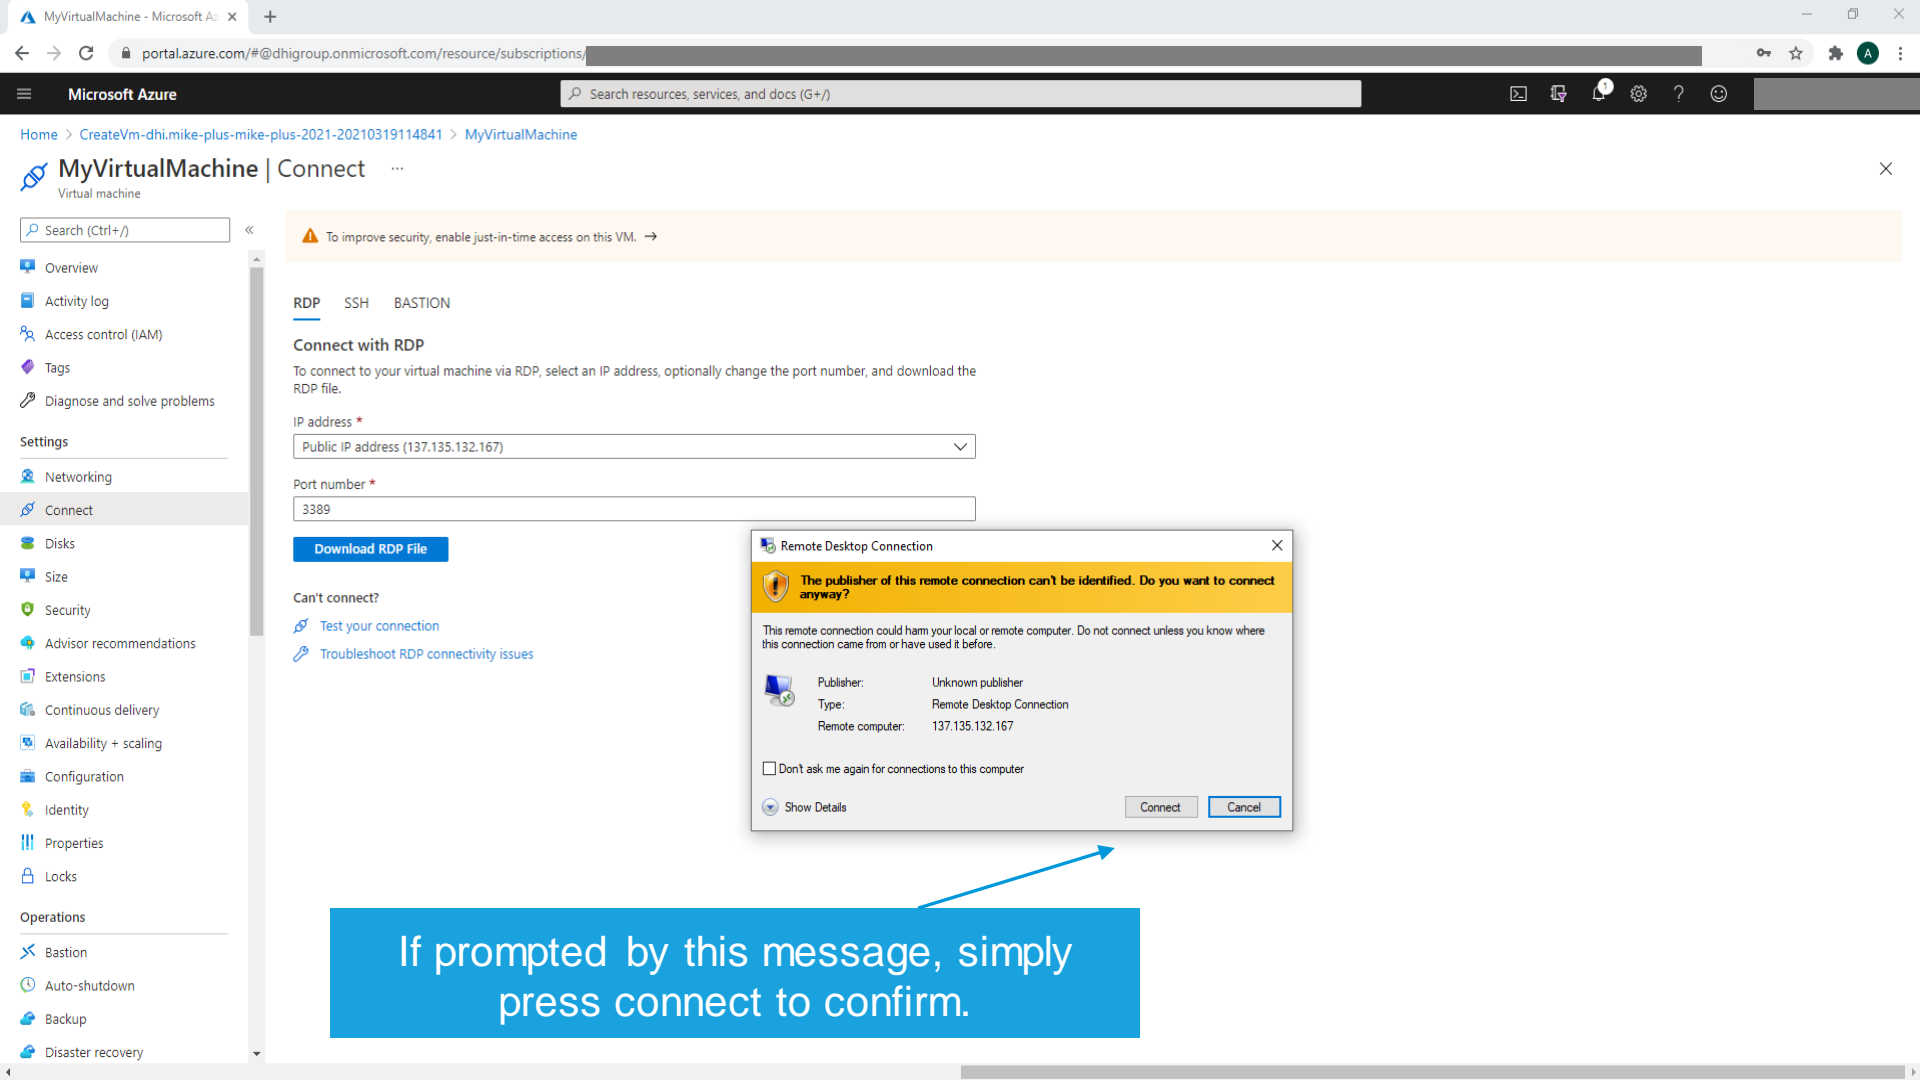 MyVirtualMachine - Microsoft Az
portal.azure.com/#@dhigroup.onmicrosoft.com/resource/subscriptions/
A
Microsoft Azure
Search resources, services, and docs (G+/)
1
Home > CreateVm-dhi.mike-plus-mike-plus-2021-20210319114841 > MyVirtualMachine
MyVirtualMachine | Connect ...
Virtual machine
Search (Ctrl+/)
«
To improve security, enable just-in-time access on this VM. →
Overview
Activity log
Access control (IAM)
Tags
Diagnose and solve problems
Settings
Networking
Connect
Disks
Size
Security
Advisor recommendations
Extensions
Continuous delivery
Availability + scaling
Configuration
Identity
Properties
Locks
Operations
Bastion
Auto-shutdown
Backup
Disaster recovery
RDP SSH BASTION
Connect with RDP
To connect to your virtual machine via RDP, select an IP address, optionally change the port number, and download the
RDP file.
IP address *
Public IP address (137.135.132.167)
Port number *
3389
Download RDP File
Can't connect?
Test your connection
Troubleshoot RDP connectivity issues
Remote Desktop Connection
The publisher of this remote connection can't be identified. Do you want to connect
anyway?
This remote connection could harm your local or remote computer. Do not connect unless you know where
this connection came from or have used it before.
Publisher: Unknown publisher
Type: Remote Desktop Connection
Remote computer: 137.135.132.167
Don't ask me again for connections to this computer
Show Details
Connect
Cancel
If prompted by this message, simply
press connect to confirm.